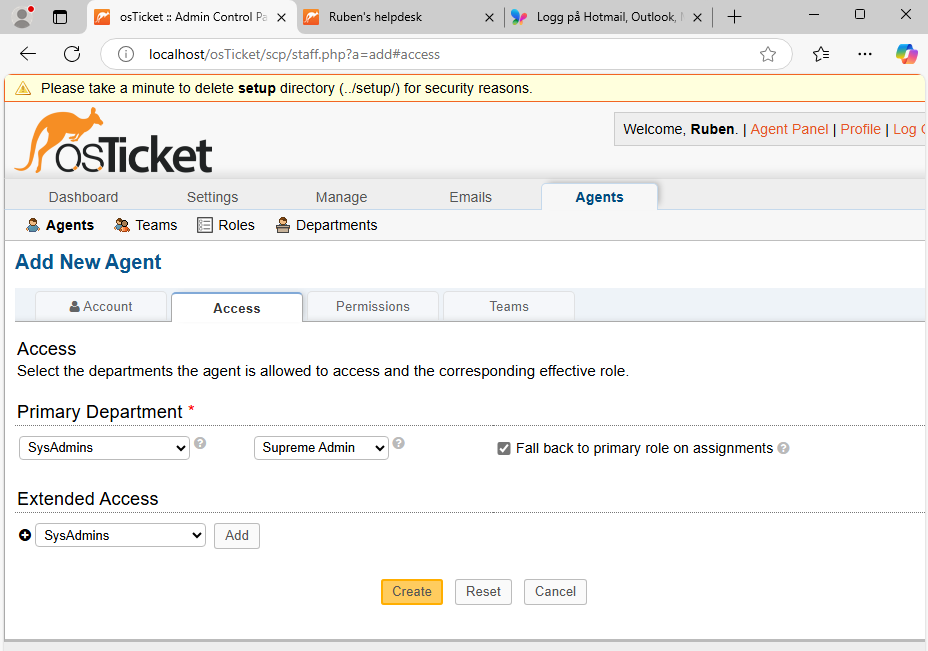 osTicket :: Admin Control Pa
Ruben's helpdesk
Logg på Hotmail, Outlook,
localhost/osTicket/scp/staff.php?a=add#access
Please take a minute to delete setup directory (../setup/) for security reasons.
osTicket
Welcome, Ruben. | Agent Panel | Profile | Log
Dashboard Settings Manage Emails Agents
Agents Teams Roles Departments
Add New Agent
Account Access Permissions Teams
Access
Select the departments the agent is allowed to access and the corresponding effective role.
Primary Department *
SysAdmins Supreme Admin Fall back to primary role on assignments
Extended Access
SysAdmins Add
Create Reset Cancel